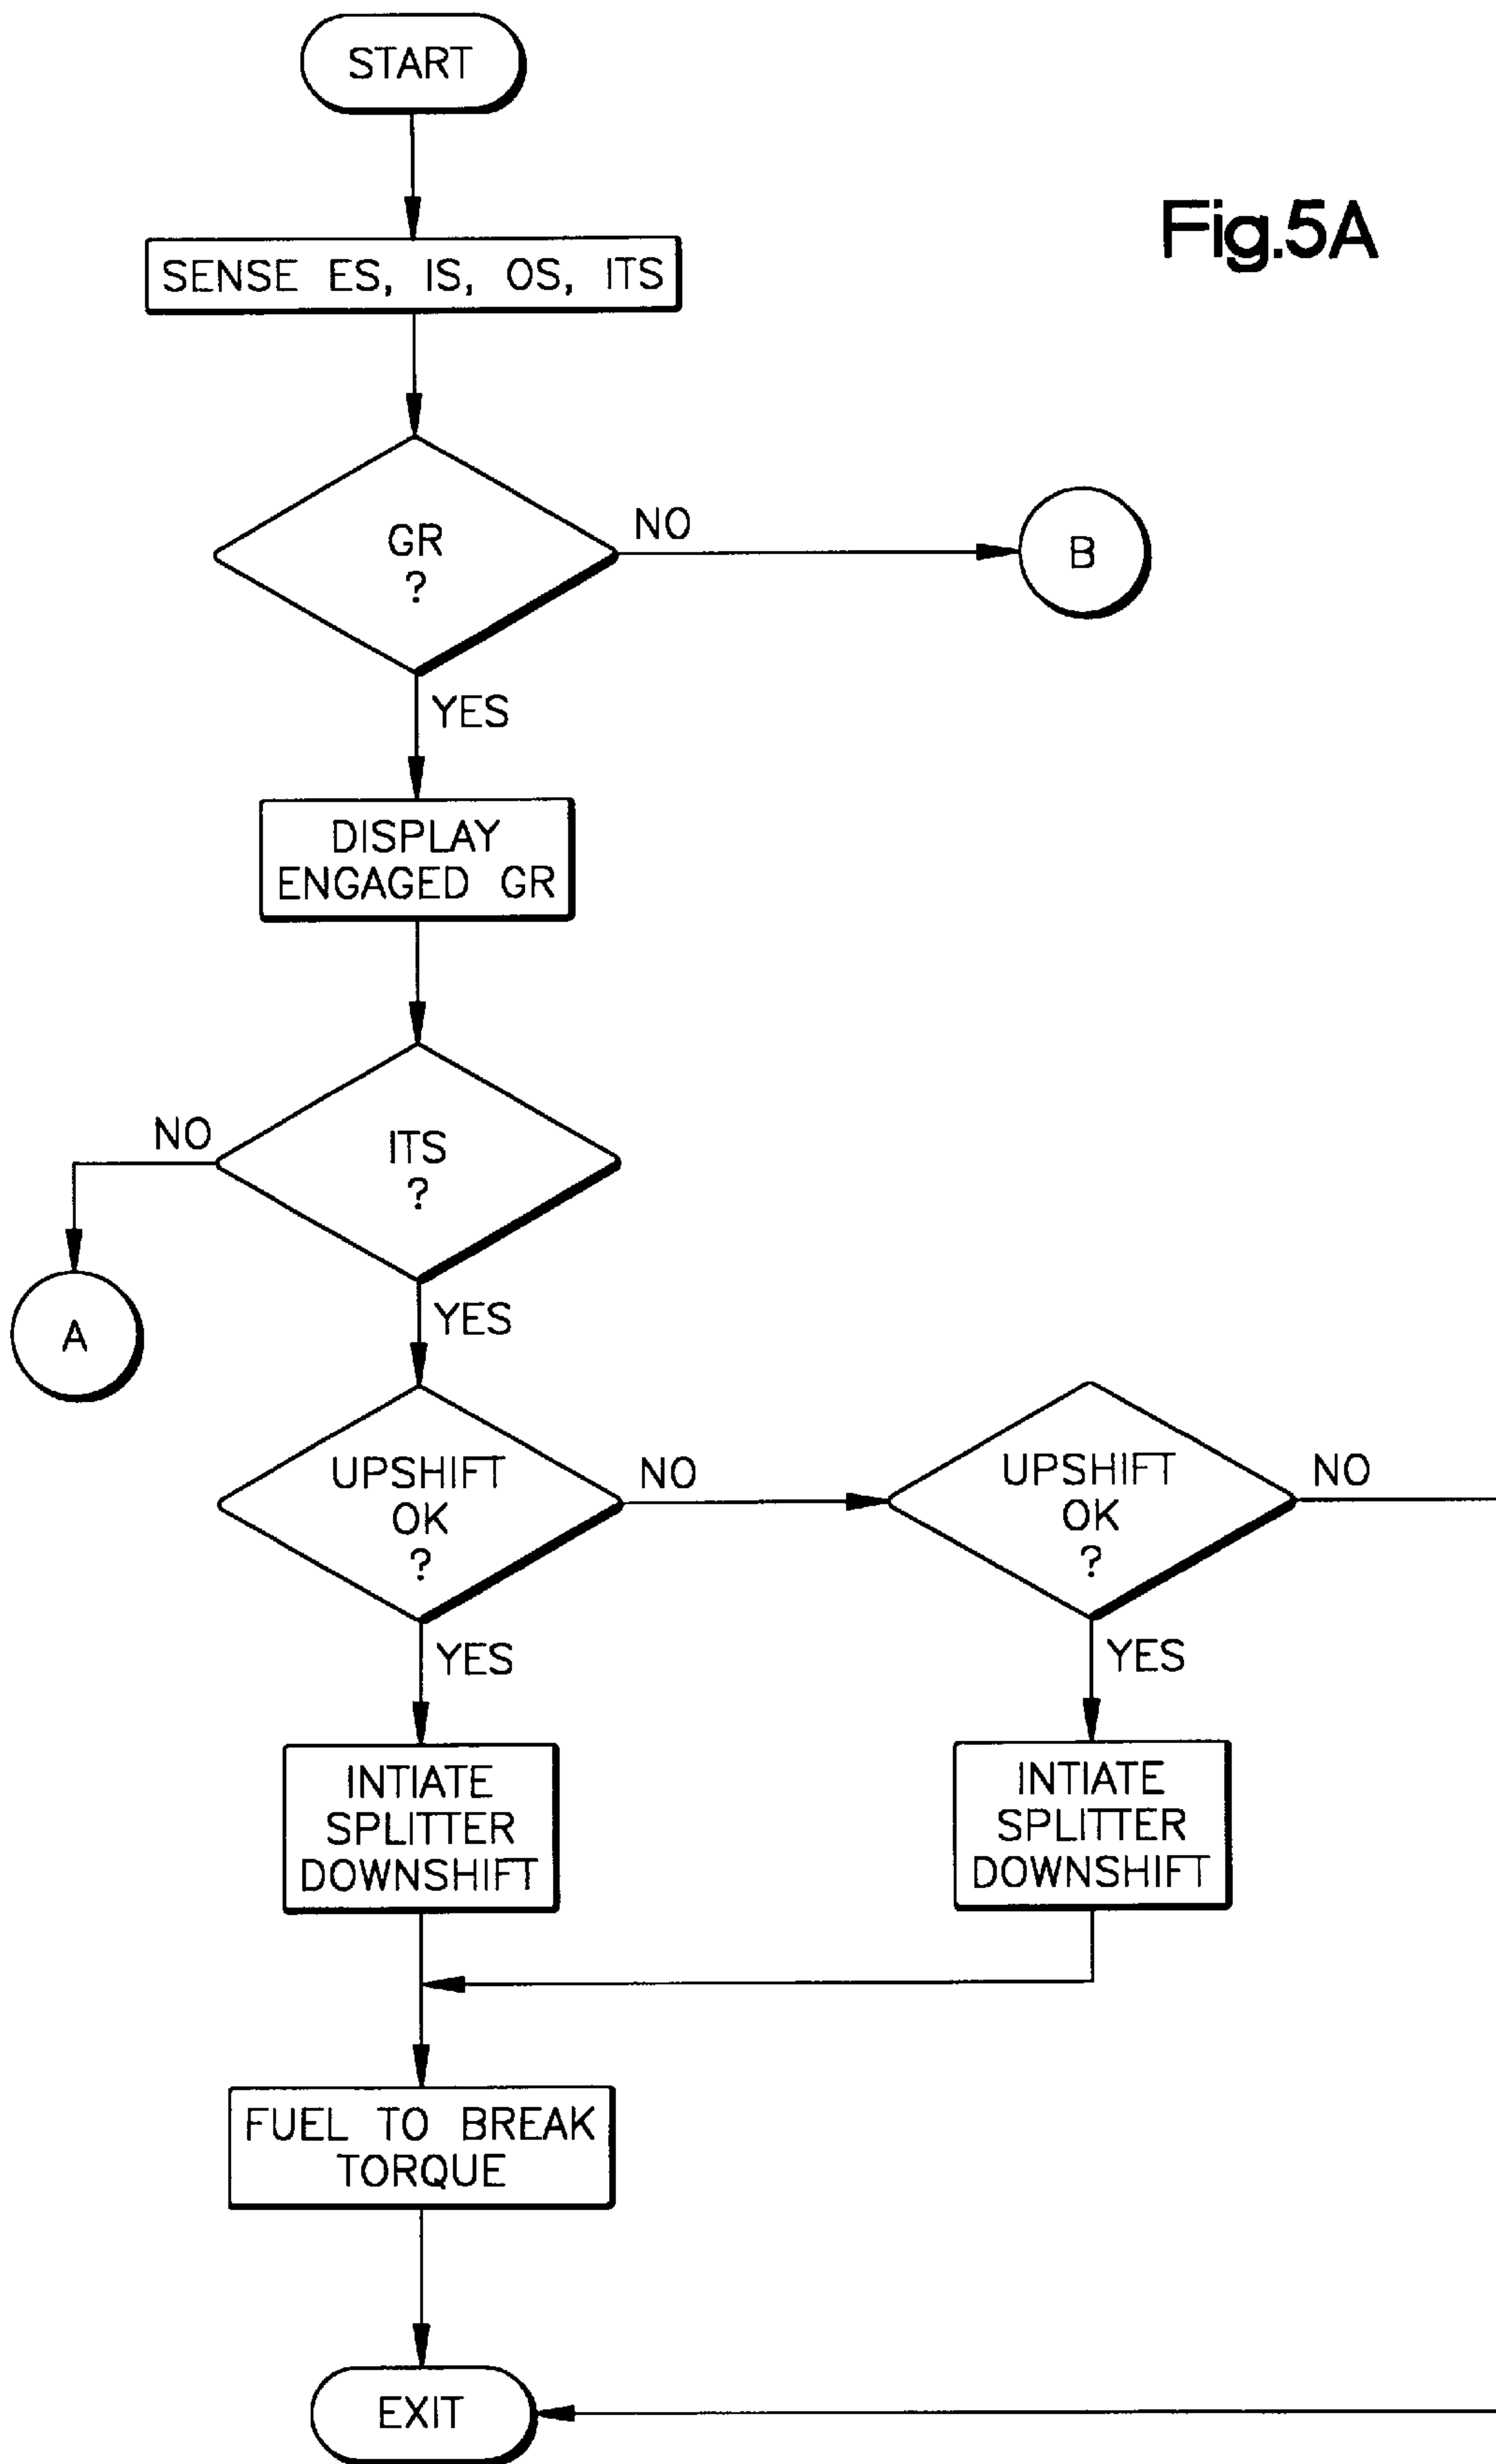 START
Fig.5A
SENSE ES, IS, OS, ITS
GR
?
NO
B
YES
DISPLAY
ENGAGED GR
NO
ITS
?
A
YES
UPSHIFT
OK
?
NO
UPSHIFT
OK
?
NO
YES
YES
INTIATE
SPLITTER
DOWNSHIFT
INTIATE
SPLITTER
DOWNSHIFT
FUEL TO BREAK
TORQUE
EXIT